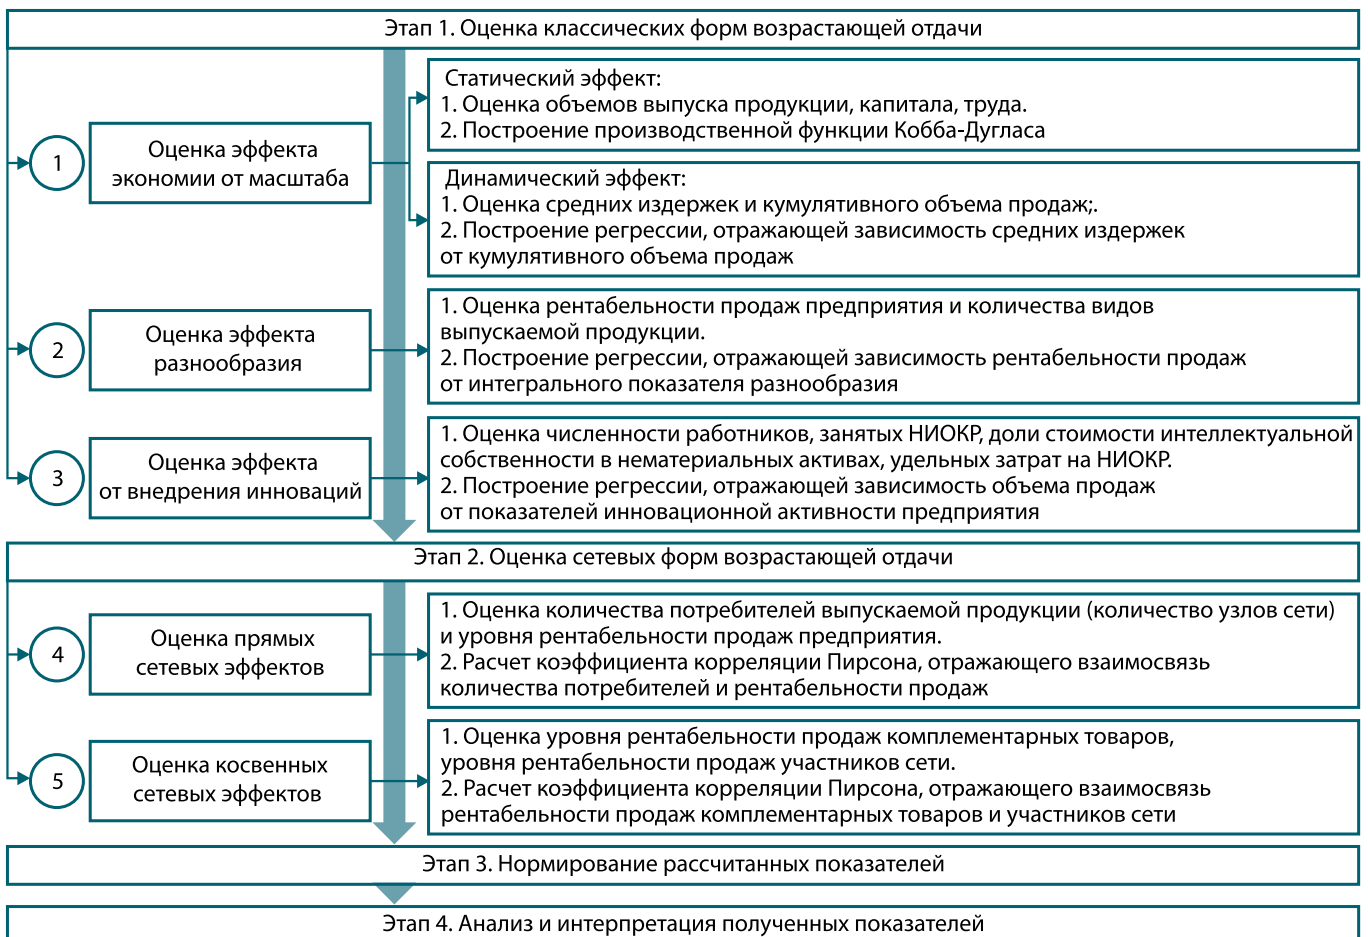 Этап 1. Оценка классических форм возрастающей отдачи
1
Оценка эффекта
экономии от масштаба
Статический эффект:
1. Оценка объемов выпуска продукции, капитала, труда.
2. Построение производственной функции Кобба-Дугласа
Динамический эффект:
1. Оценка средних издержек и кумулятивного объема продаж;.
2. Построение регрессии, отражающей зависимость средних издержек
от кумулятивного объема продаж
2
Оценка эффекта
разнообразия
1. Оценка рентабельности продаж предприятия и количества видов
выпускаемой продукции.
2. Построение регрессии, отражающей зависимость рентабельности продаж
от интегрального показателя разнообразия
3
Оценка эффекта
от внедрения инноваций
1. Оценка численности работников, занятых НИОКР, доли стоимости интеллектуальной
собственности в нематериальных активах, удельных затрат на НИОКР.
2. Построение регрессии, отражающей зависимость объема продаж
от показателей инновационной активности предприятия
Этап 2. Оценка сетевых форм возрастающей отдачи
4
Оценка прямых
сетевых эффектов
1. Оценка количества потребителей выпускаемой продукции (количество узлов сети)
и уровня рентабельности продаж предприятия.
2. Расчет коэффициента корреляции Пирсона, отражающего взаимосвязь
количества потребителей и рентабельности продаж
5
Оценка косвенных
сетевых эффектов
1. Оценка уровня рентабельности продаж комплементарных товаров,
уровня рентабельности продаж участников сети.
2. Расчет коэффициента корреляции Пирсона, отражающего взаимосвязь
рентабельности продаж комплементарных товаров и участников сети
Этап 3. Нормирование рассчитанных показателей
Этап 4. Анализ и интерпретация полученных показателей